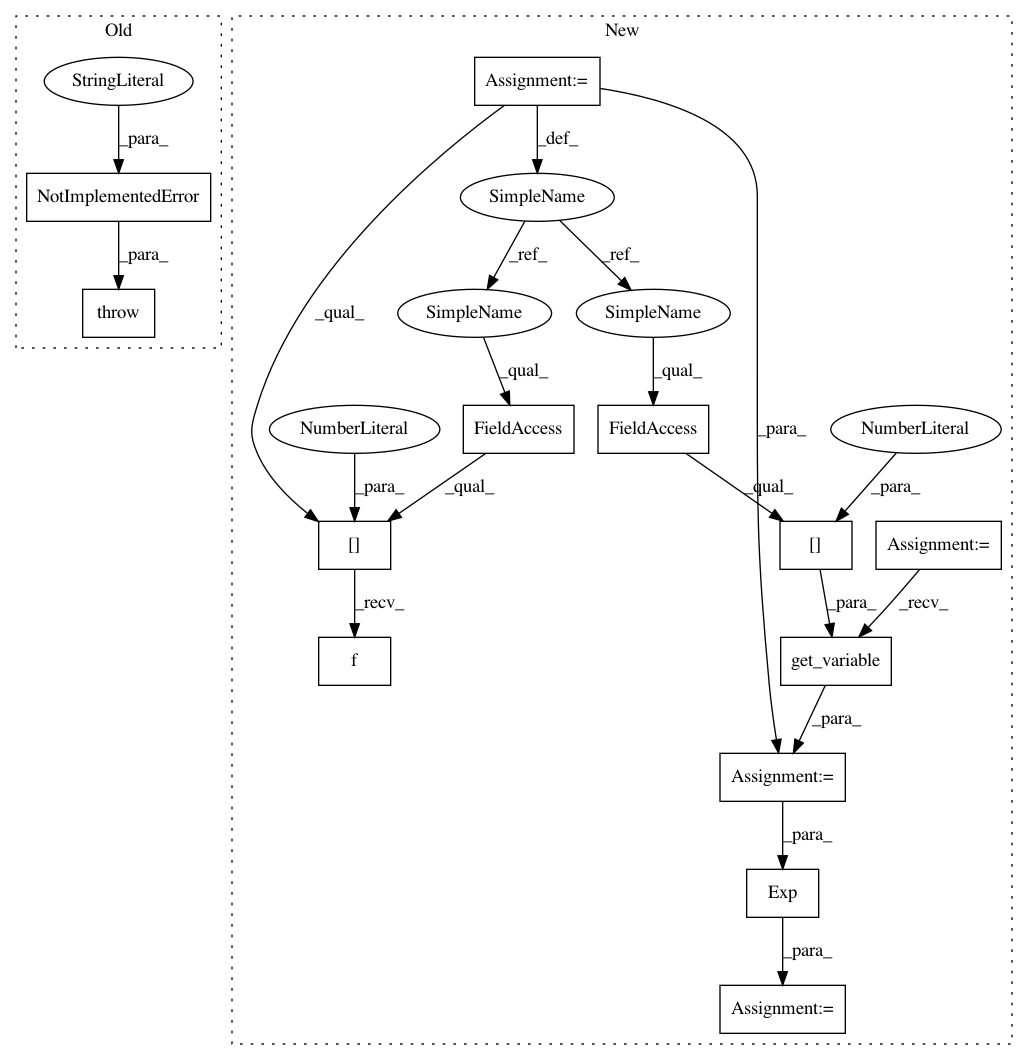 Old
New
StringLiteral
Assignment:=
_para_
_def_
NotImplementedError
SimpleName
_para_
_ref_
_ref_
throw
_qual_
SimpleName
SimpleName
_qual_
_qual_
NumberLiteral
FieldAccess
FieldAccess
_para_
NumberLiteral
_para_
_qual_
_qual_
_para_
[]
[]
Assignment:=
_recv_
_para_
_recv_
f
get_variable
_para_
Assignment:=
_para_
Exp
_para_
Assignment:=